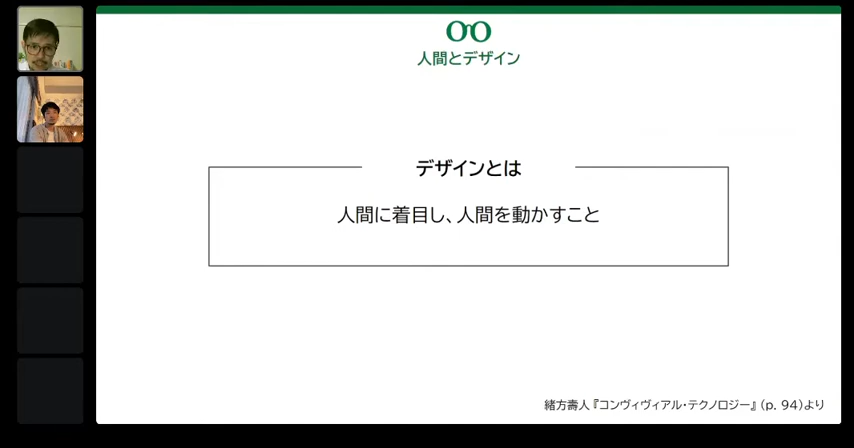 人間とデザイン
デザインとは
人間に着目し、人間を動かすこと
緒方壽人『コンヴィヴィアル・テクノロジー』(p. 94)より